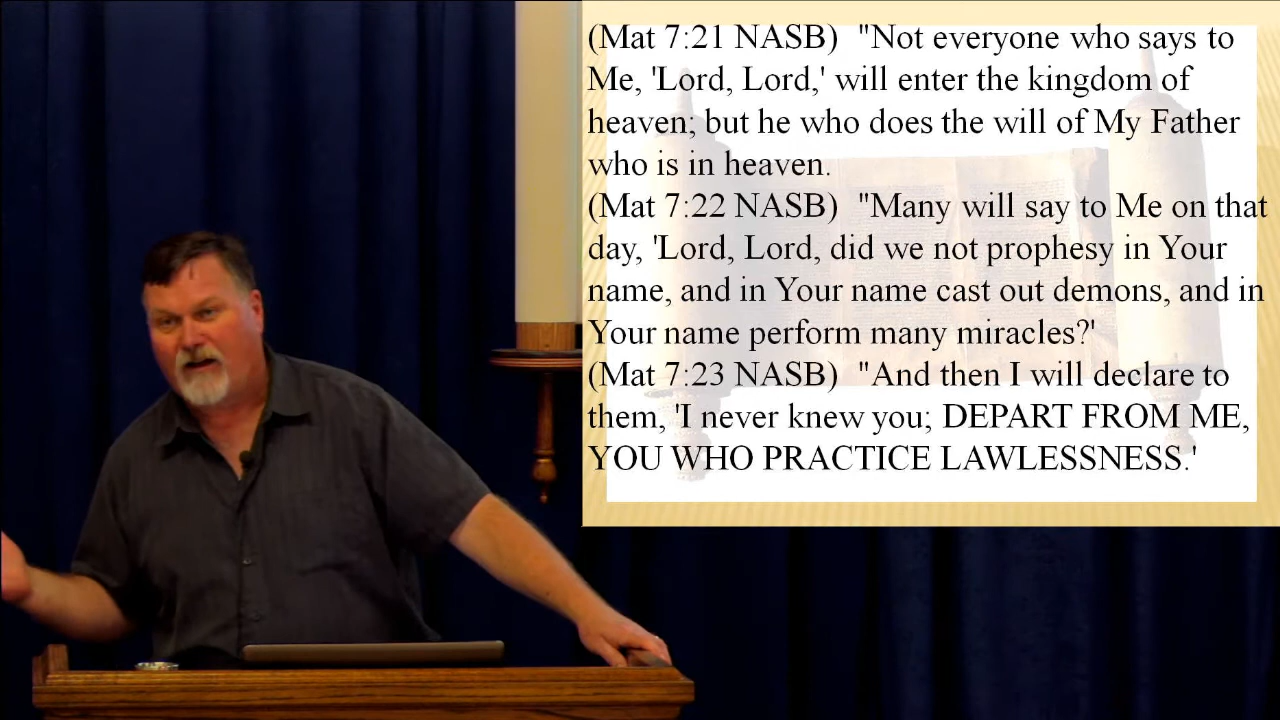 (Mat 7:21 NASB) "Not everyone who says to
Me, 'Lord, Lord,' will enter the kingdom of
heaven; but he who does the will of My Father
who is in heaven.
(Mat 7:22 NASB) "Many will say to Me on that
day, 'Lord, Lord, did we not prophesy in Your
name, and in Your name cast out demons, and in
Your name perform many miracles?'
(Mat 7:23 NASB) "And then I will declare to
them, 'I never knew you; DEPART FROM ME,
YOU WHO PRACTICE LAWLESSNESS.'